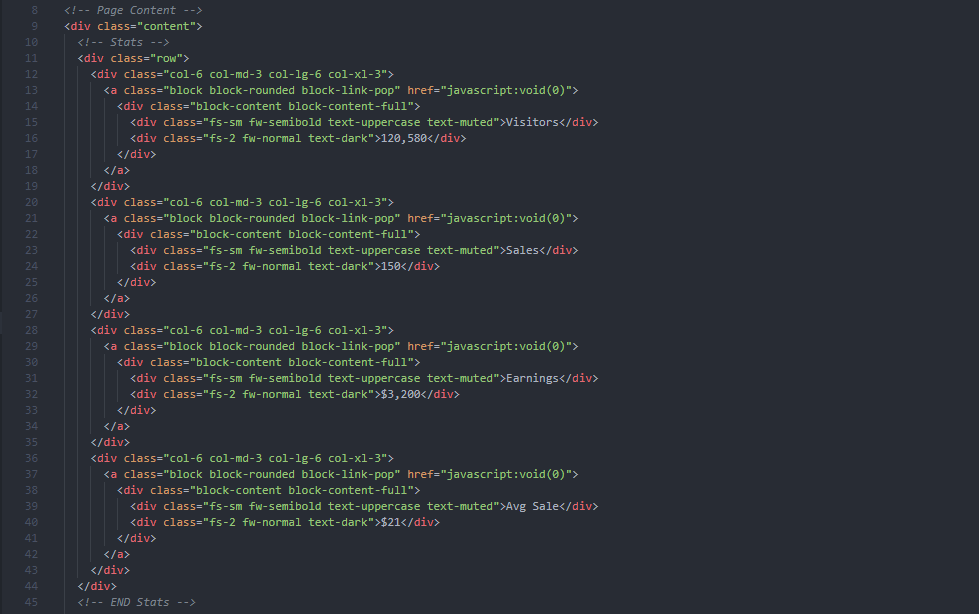 8 <!-- Page Content -->
9 <div class="content">
10 <!-- Stats -->
11 <div class="row">
12 <div class="col-6 col-md-3 col-lg-6 col-xl-3">
13 <a class="block block-rounded block-link-pop" href="javascript:void(0)">
14 <div class="block-content block-content-full">
15 <div class="fs-sm fw-semibold text-uppercase text-muted">Visitors</div>
16 <div class="fs-2 fw-normal text-dark">120,580</div>
17 </div>
18 </a>
19 </div>
20 <div class="col-6 col-md-3 col-lg-6 col-xl-3">
21 <a class="block block-rounded block-link-pop" href="javascript:void(0)">
22 <div class="block-content block-content-full">
23 <div class="fs-sm fw-semibold text-uppercase text-muted">Sales</div>
24 <div class="fs-2 fw-normal text-dark">150</div>
25 </div>
26 </a>
27 </div>
28 <div class="col-6 col-md-3 col-lg-6 col-xl-3">
29 <a class="block block-rounded block-link-pop" href="javascript:void(0)">
30 <div class="block-content block-content-full">
31 <div class="fs-sm fw-semibold text-uppercase text-muted">Earnings</div>
32 <div class="fs-2 fw-normal text-dark">$3,200</div>
33 </div>
34 </a>
35 </div>
36 <div class="col-6 col-md-3 col-lg-6 col-xl-3">
37 <a class="block block-rounded block-link-pop" href="javascript:void(0)">
38 <div class="block-content block-content-full">
39 <div class="fs-sm fw-semibold text-uppercase text-muted">Avg Sale</div>
40 <div class="fs-2 fw-normal text-dark">$21</div>
41 </div>
42 </a>
43 </div>
44 </div>
45 <!-- END Stats -->